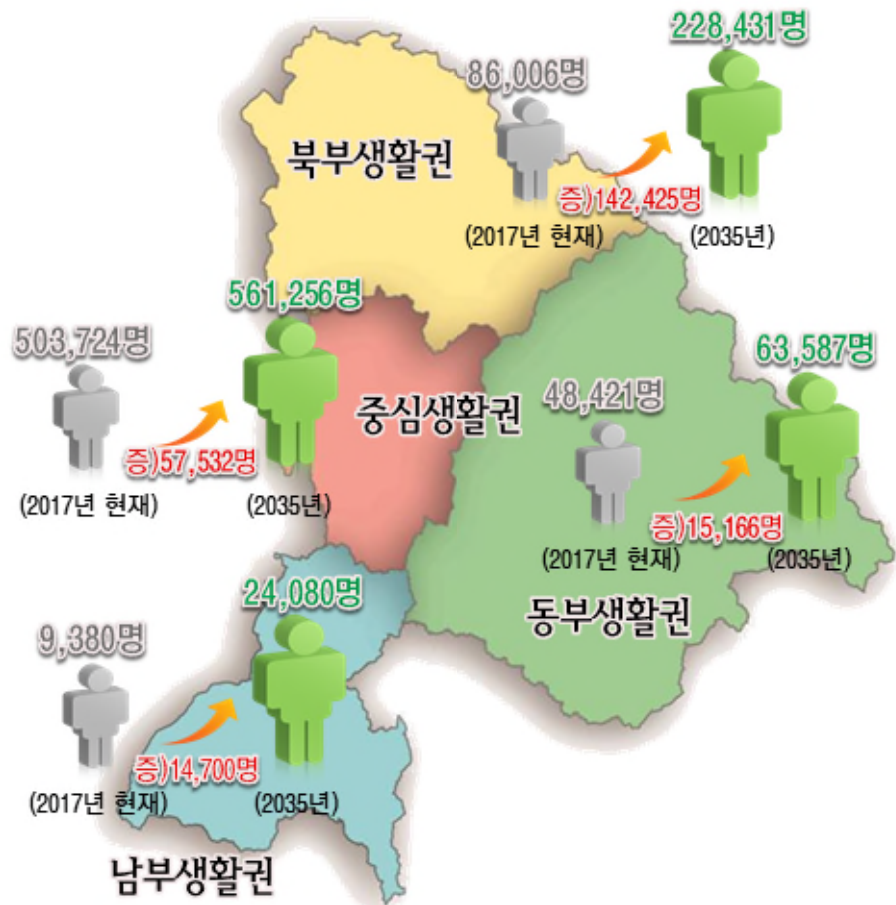 228,431명
86,006명
북부생활권
증)142,425명
(2017년 현재)
(2035년)
561,256명
503,724명
중심생활권
증)57,532명
(2017년 현재)
(2035년)
63,587명
48,421명
증)15,166명
(2017년 현재)
(2035년)
동부생활권
24,080명
9,380명
증)14,700명
(2017년 현재)
(2035년)
남부생활권